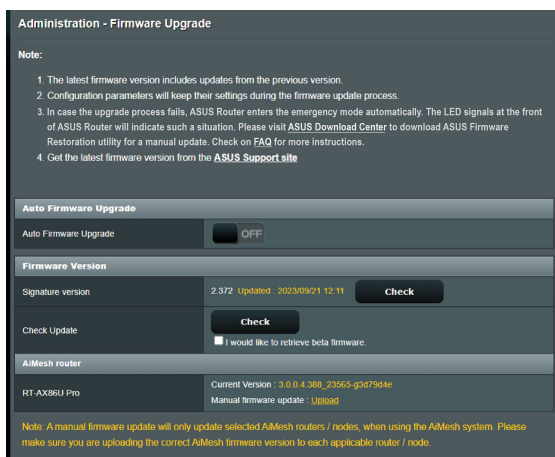 Administration - Firmware Upgrade
Note:
1. The latest firmware version includes updates from the previous version.
2. Configuration parameters will keep their settings during the firmware update process.
3. In case the upgrade process fails, ASUS Router enters the emergency mode automatically. The LED signals at the front
of ASUS Router will indicate such a situation. Please visit ASUS Download Center to download ASUS Firmware
Restoration utility for a manual update. Check on FAQ for more instructions.
4. Get the latest firmware version from the ASUS Support site
Auto Firmware Upgrade
Auto Firmware Upgrade OFF
Firmware Version
Signature version 2.372 Updated : 2023/09/21 12:11 Check
Check Update Check
I would like to retrieve beta firmware.
AiMesh router
RT-AX86U Pro
Current Version : 3.0.0.4.388_23565-g3d79d4e
Manual firmware update : Upload
Note: A manual firmware update will only update selected AiMesh routers / nodes, when using the AiMesh system. Please
make sure you are uploading the correct AiMesh firmware version to each applicable router / node.